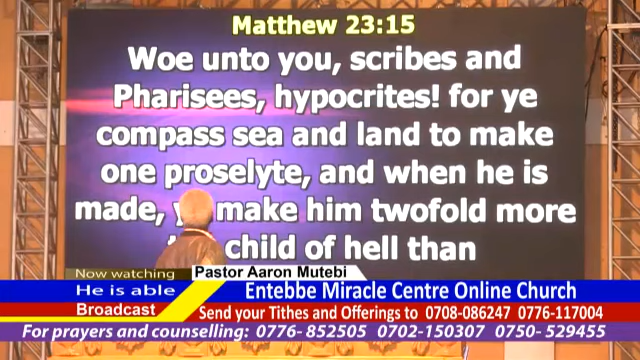 Matthew 23:15
Woe unto you, scribes and
Pharisees, hypocrites! for ye
compass sea and land to make
one proselyte, and when he is
made, make him twofold more
child of hell than
Now watching
Pastor Aaron Mutebi
He is able
Entebbe Miracle Centre Online Church
Broadcast
Send your Tithes and Offerings to 0708-086247 0776-117004
For prayers and counselling: 0776- 852505 0702-150307 0750- 529455